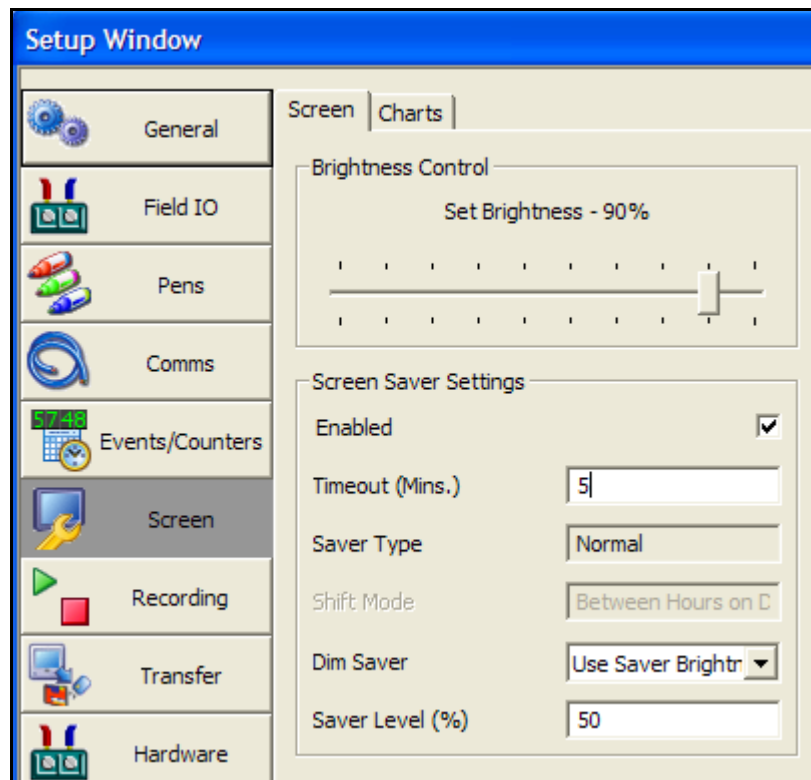 Setup Window
General
Field IO
Pens
Comms
5748
Events/Counters
Screen
Recording
Transfer
Hardware
Screen
Charts
Brightness Control
Set Brightness - 90%
Screen Saver Settings
Enabled
Timeout (Mins.)
5
Saver Type
Normal
Shift Mode
Between Hours on D
Dim Saver
Use Saver Brightn
Saver Level (%)
50